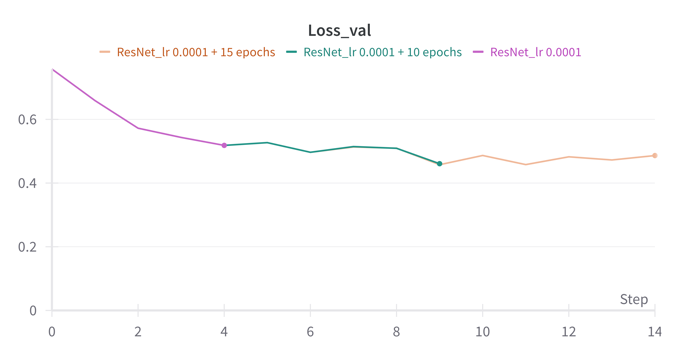 Loss_val
ResNet_lr 0.0001 + 15 epochs ResNet_lr 0.0001 + 10 epochs ResNet_lr 0.0001
0.6
0.4
0.2
0
Step
0 2 4 6 8 10 12 14